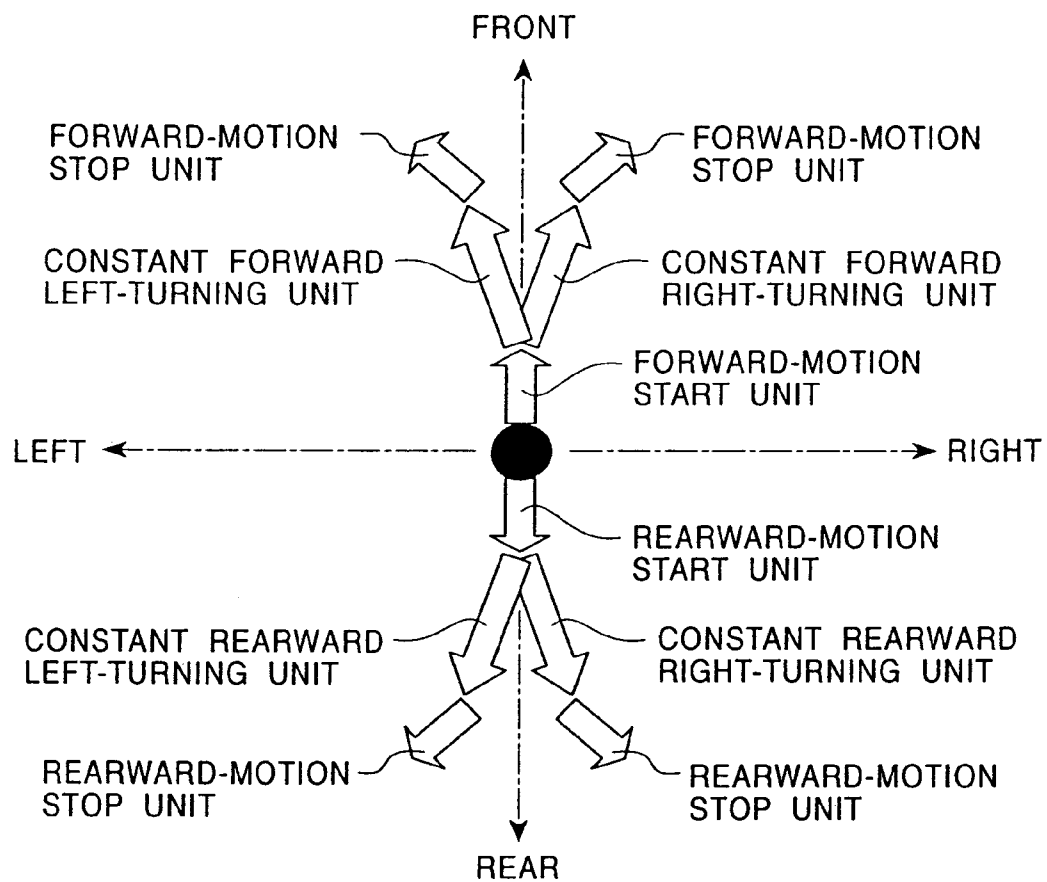 FRONT
FORWARD-MOTION
STOP UNIT
FORWARD-MOTION
STOP UNIT
CONSTANT FORWARD
LEFT-TURNING UNIT
CONSTANT FORWARD
RIGHT-TURNING UNIT
FORWARD-MOTION
START UNIT
LEFT
RIGHT
REARWARD-MOTION
START UNIT
CONSTANT REARWARD
LEFT-TURNING UNIT
CONSTANT REARWARD
RIGHT-TURNING UNIT
REARWARD-MOTION
STOP UNIT
REARWARD-MOTION
STOP UNIT
REAR